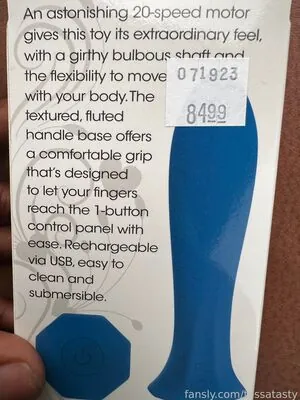 An astonishing 20-speed motor
gives this toy its extraordinary feel,
with a girthy bulbous shaft and
the flexibility to move
with your body. The
textured, fluted
handle base offers
a comfortable grip
that's designed
to let your fingers
reach the 1-button
control panel with
ease. Rechargeable
via USB, easy to
clean and
submersible.
071923
8499